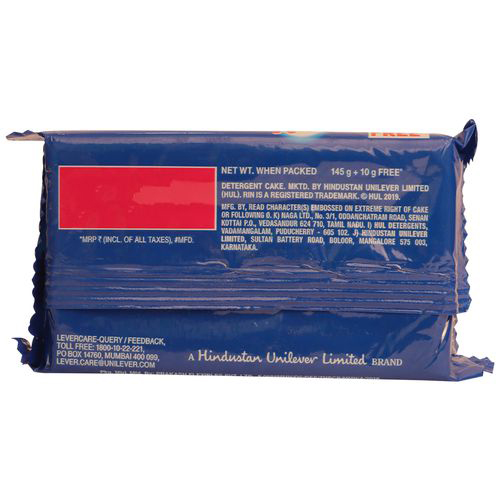 FREE
NET WT. WHEN PACKED 145 g + 10 g FREE*
DETERGENT CAKE. MKTD. BY HINDUSTAN UNILEVER LIMITED
(HUL). RIN IS A REGISTERED TRADEMARK. © HUL 2019.
MFG. BY, READ CHARACTER(S) EMBOSSED ON EXTREME RIGHT OF CAKE
OR FOLLOWING @. K) NAGA LTD., No. 3/1, ODDANCHATRAM ROAD, SENAN
KOTTAI P.O., VEDASANDUR 624 710, TAMIL NADU. I) HUL DETERGENTS,
VADAMANGALAM, PUDUCHERRY - 605 102. J) HINDUSTAN UNILEVER
LIMITED, SULTAN BATTERY ROAD, BOLOOR, MANGALORE 575 003,
KARNATAKA.
*MRP ₹ (INCL. OF ALL TAXES), #MFD.
LEVERCARE-QUERY / FEEDBACK,
TOLL FREE: 1800-10-22-221,
PO BOX 14760, MUMBAI 400 099,
LEVER.CARE@UNILEVER.COM
A Hindustan Unilever Limited BRAND